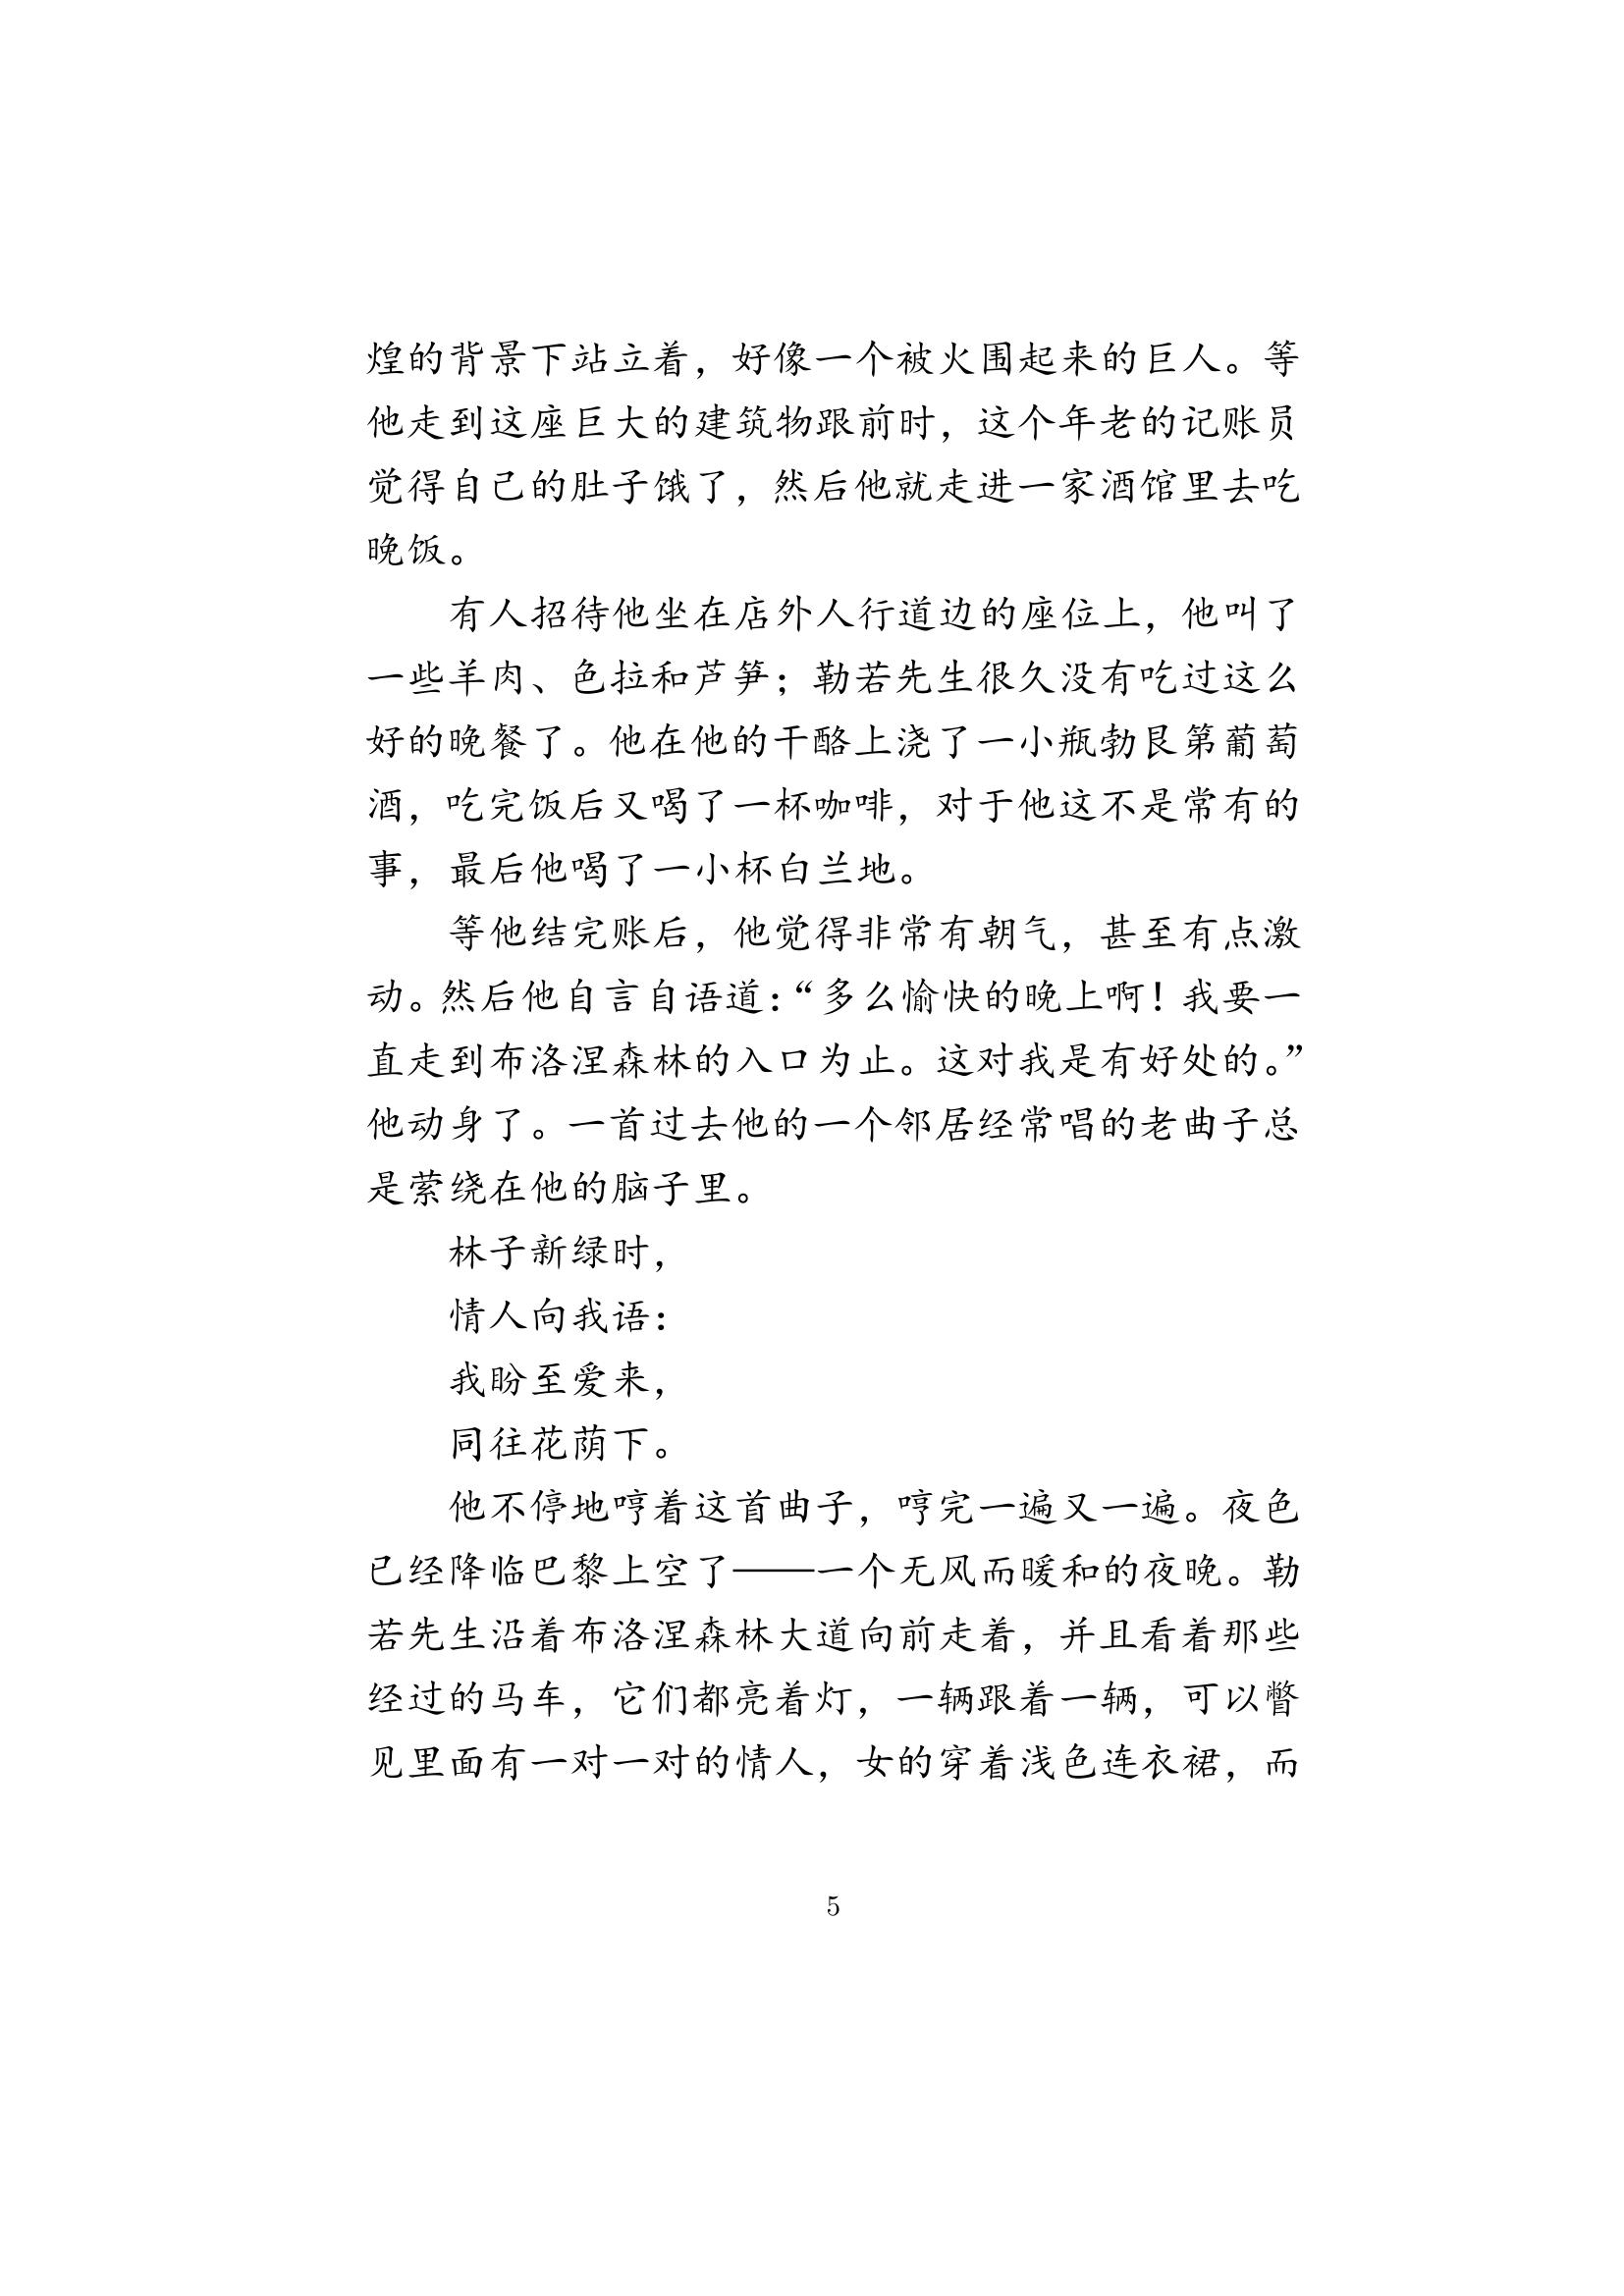 煌的背景下站立着，好像一个被火围起来的巨人。等
他走到这座巨大的建筑物跟前时，这个年老的记账员
觉得自己的肚子饿了，然后他就走进一家酒馆里去吃
晚饭。
有人招待他坐在店外人行道边的座位上，他叫了
一些羊肉、色拉和芦笋；勒若先生很久没有吃过这么
好的晚餐了。他在他的干酪上浇了一小瓶勃艮第葡萄
酒，吃完饭后又喝了一杯咖啡，对于他这不是常有的
事，最后他喝了一小杯白兰地。
等他结完账后，他觉得非常有朝气，甚至有点激
动。然后他自言自语道：“多么愉快的晚上啊！我要一
直走到布洛涅森林的入口为止。这对我是有好处的。”
他动身了。一首过去他的一个邻居经常唱的老曲子总
是萦绕在他的脑子里。
林子新绿时，
情人向我语：
我盼至爱来，
同往花荫下。
他不停地哼着这首曲子，哼完一遍又一遍。夜色
已经降临巴黎上空了——一个无风而暖和的夜晚。勒
若先生沿着布洛涅森林大道向前走着，并且看着那些
经过的马车，它们都亮着灯，一辆跟着一辆，可以瞥
见里面有一对一对的情人，女的穿着浅色连衣裙，而
5